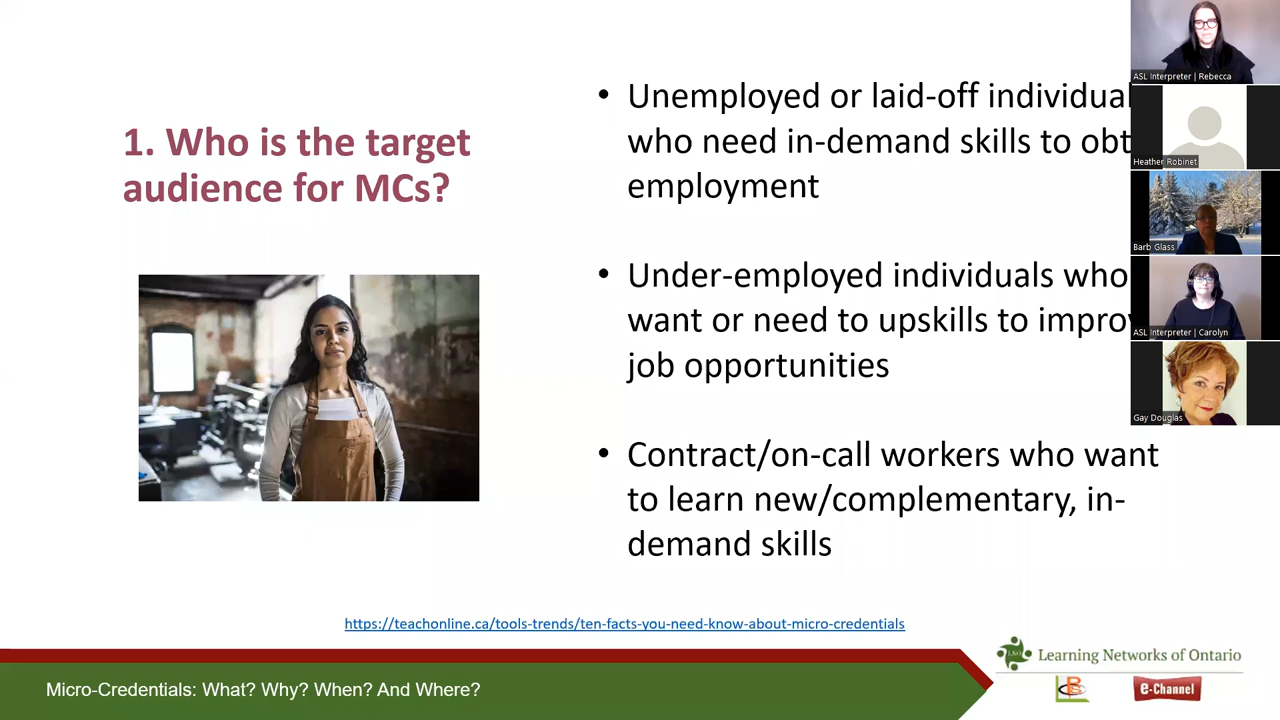 1. Who is the target
audience for MCs?
• Unemployed or laid-off individual
who need in-demand skills to obt
employment
• Under-employed individuals who
want or need to upskills to improv
job opportunities
• Contract/on-call workers who want
to learn new/complementary, in-
demand skills
https://teachonline.ca/tools-trends/ten-facts-you-need-know-about-micro-credentials
Micro-Credentials: What? Why? When? And Where?
Learning Networks of Ontario
e-Channel
ASL Interpreter | Rebecca
Heather Robinet
Barb Glass
ASL Interpreter | Carolyn
Gay Douglas